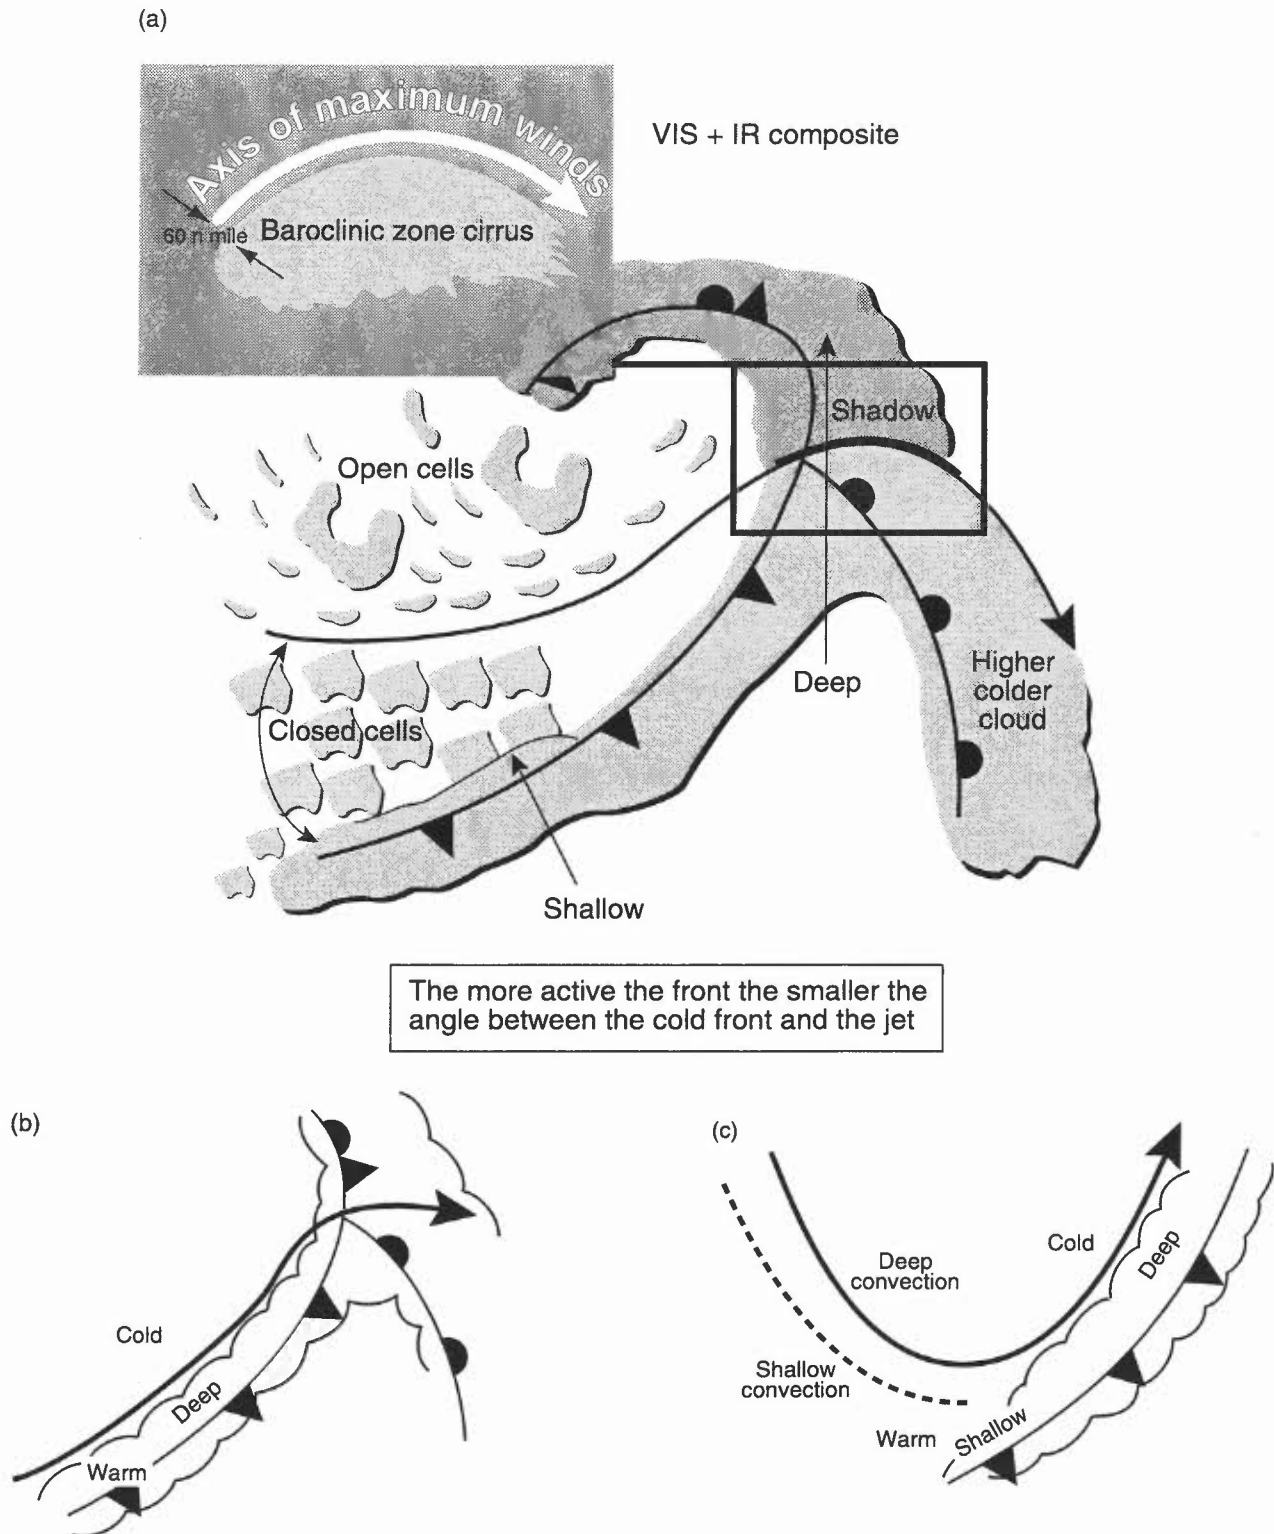 (a)
Axis of maximum winds
VIS + IR composite
60 n mile
Baroclinic zone cirrus
Shadow
Open cells
Higher
colder
cloud
Deep
Closed cells
Shallow
The more active the front the smaller the
angle between the cold front and the jet
(b)
Cold
Deep
Warm
(c)
Cold
Deep
Deep
convection
Shallow
convection
Warm
Shallow